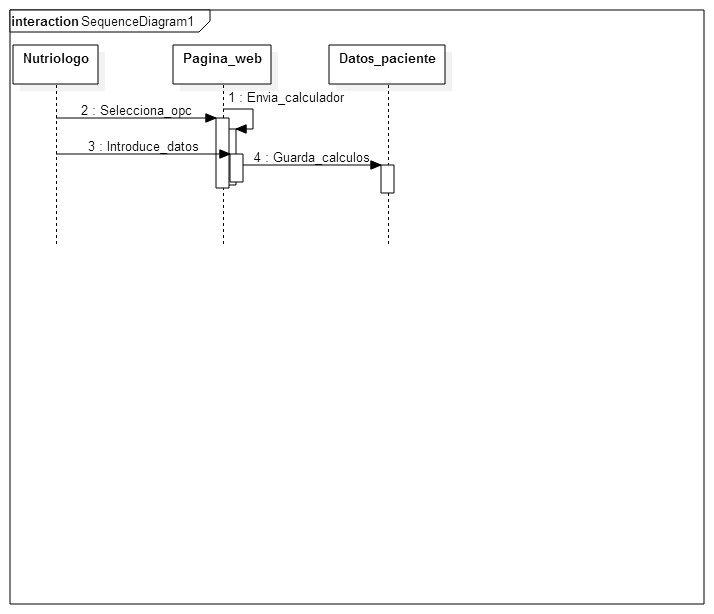 interaction SequenceDiagram1
Nutriologo
Pagina_web
Datos_paciente
1 : Envia_calculador
2 : Selecciona_opc
3 : Introduce_datos
4 : Guarda_calculos